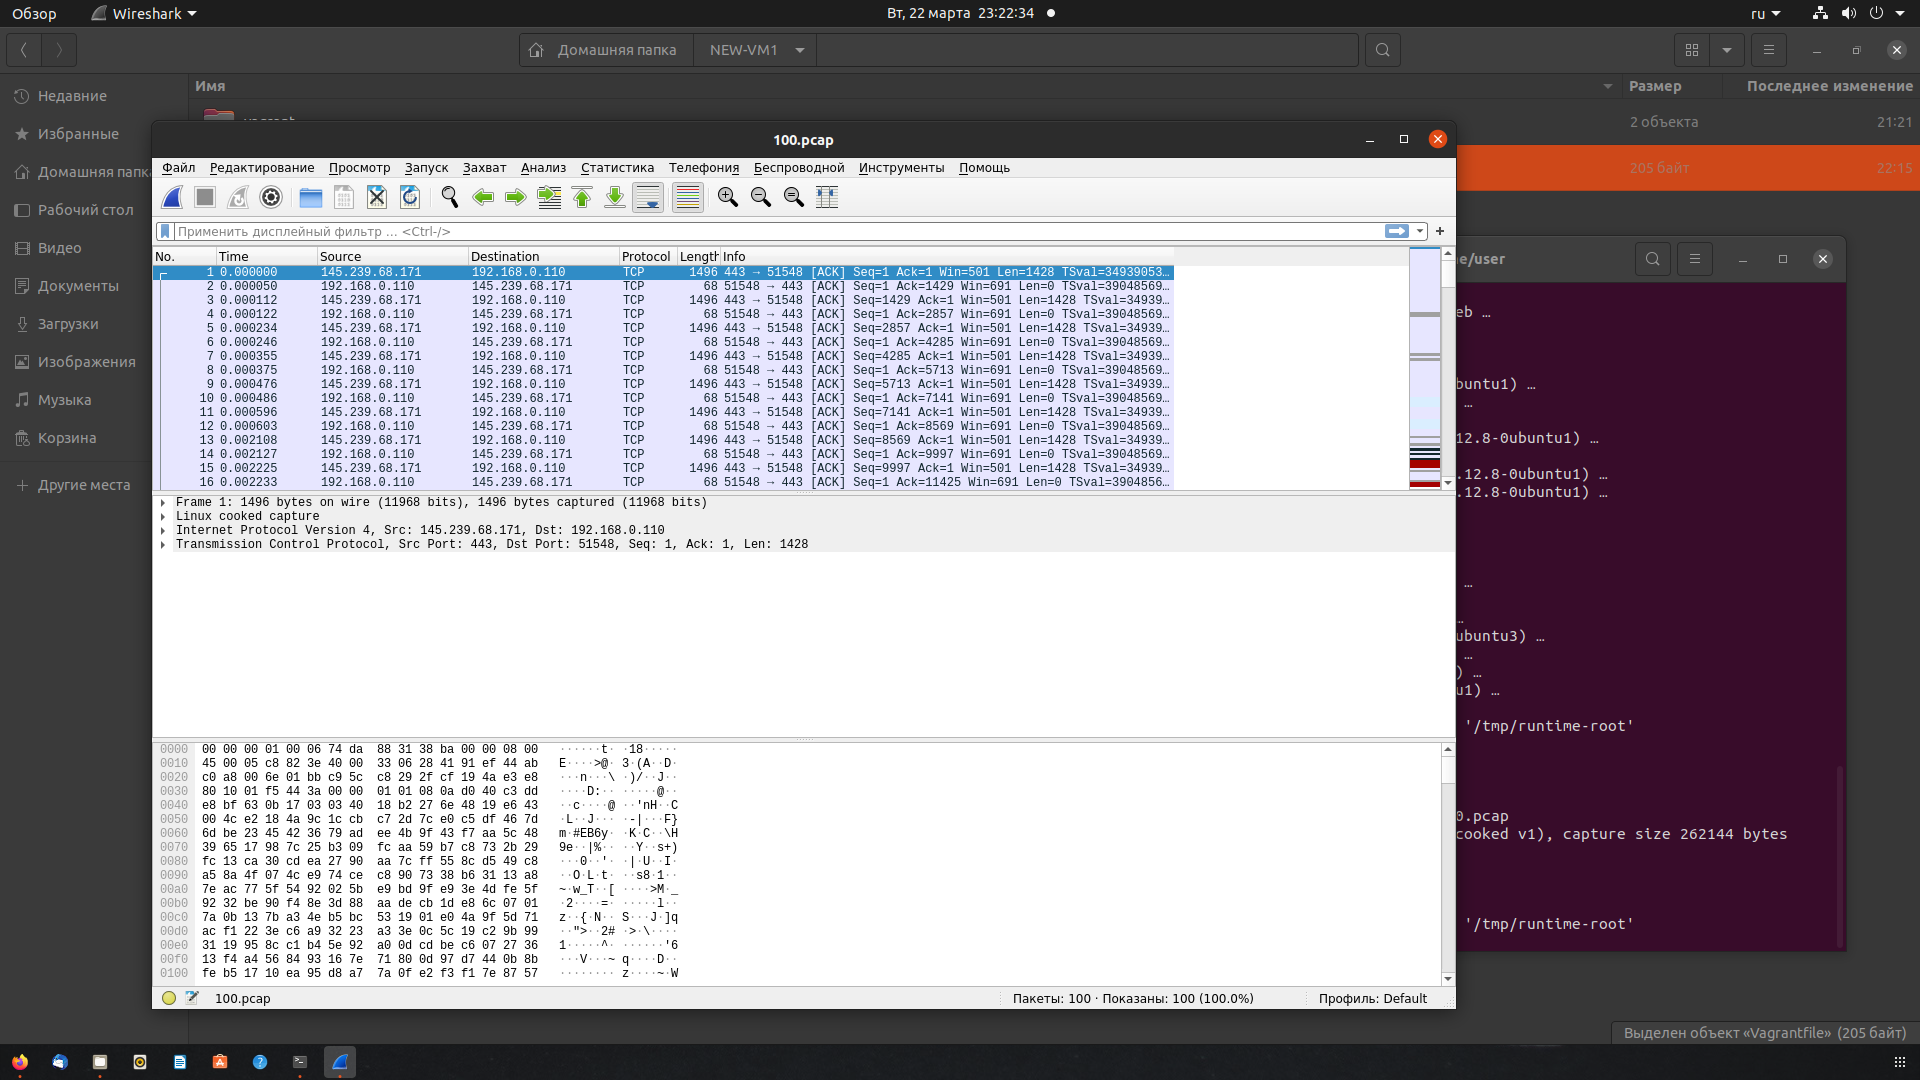 Обзор
Wireshark
Вт, 22 марта 23:22:34
ru
Домашняя папка
NEW-VM1
Недавние
Избранные
Домашняя папка
Рабочий стол
Видео
Документы
Загрузки
Изображения
Музыка
Корзина
Другие места
Имя
Размер
Последнее изменение
2 объекта
21:21
205 байт
22:15
100.pcap
Файл Редактирование Просмотр Запуск Захват Анализ Статистика Телефония Беспроводной Инструменты Помощь
Применить дисплейный фильтр … <Ctrl-/>
No. Time Source Destination Protocol Length Info
1 0.000000 145.239.68.171 192.168.0.110 TCP 1496 443 → 51548 [ACK] Seq=1 Ack=1 Win=501 Len=1428 TSval=34939053…
2 0.000050 192.168.0.110 145.239.68.171 TCP 68 51548 → 443 [ACK] Seq=1 Ack=1429 Win=691 Len=0 TSval=39048569…
3 0.000112 145.239.68.171 192.168.0.110 TCP 1496 443 → 51548 [ACK] Seq=1429 Ack=1 Win=501 Len=1428 TSval=34939…
4 0.000122 192.168.0.110 145.239.68.171 TCP 68 51548 → 443 [ACK] Seq=1 Ack=2857 Win=691 Len=0 TSval=39048569…
5 0.000234 145.239.68.171 192.168.0.110 TCP 1496 443 → 51548 [ACK] Seq=2857 Ack=1 Win=501 Len=1428 TSval=34939…
6 0.000246 192.168.0.110 145.239.68.171 TCP 68 51548 → 443 [ACK] Seq=1 Ack=4285 Win=691 Len=0 TSval=39048569…
7 0.000355 145.239.68.171 192.168.0.110 TCP 1496 443 → 51548 [ACK] Seq=4285 Ack=1 Win=501 Len=1428 TSval=34939…
8 0.000375 192.168.0.110 145.239.68.171 TCP 68 51548 → 443 [ACK] Seq=1 Ack=5713 Win=691 Len=0 TSval=39048569…
9 0.000476 145.239.68.171 192.168.0.110 TCP 1496 443 → 51548 [ACK] Seq=5713 Ack=1 Win=501 Len=1428 TSval=34939…
10 0.000486 192.168.0.110 145.239.68.171 TCP 68 51548 → 443 [ACK] Seq=1 Ack=7141 Win=691 Len=0 TSval=39048569…
11 0.000596 145.239.68.171 192.168.0.110 TCP 1496 443 → 51548 [ACK] Seq=7141 Ack=1 Win=501 Len=1428 TSval=34939…
12 0.000603 192.168.0.110 145.239.68.171 TCP 68 51548 → 443 [ACK] Seq=1 Ack=8569 Win=691 Len=0 TSval=39048569…
13 0.002108 145.239.68.171 192.168.0.110 TCP 1496 443 → 51548 [ACK] Seq=8569 Ack=1 Win=501 Len=1428 TSval=34939…
14 0.002127 192.168.0.110 145.239.68.171 TCP 68 51548 → 443 [ACK] Seq=1 Ack=9997 Win=691 Len=0 TSval=39048569…
15 0.002225 145.239.68.171 192.168.0.110 TCP 1496 443 → 51548 [ACK] Seq=9997 Ack=1 Win=501 Len=1428 TSval=34939…
16 0.002233 192.168.0.110 145.239.68.171 TCP 68 51548 → 443 [ACK] Seq=1 Ack=11425 Win=691 Len=0 TSval=3904856…
Frame 1: 1496 bytes on wire (11968 bits), 1496 bytes captured (11968 bits)
Linux cooked capture
Internet Protocol Version 4, Src: 145.239.68.171, Dst: 192.168.0.110
Transmission Control Protocol, Src Port: 443, Dst Port: 51548, Seq: 1, Ack: 1, Len: 1428
0000 00 00 00 01 00 06 74 da 88 31 38 ba 00 00 08 00 ······t· ·18·····
0010 45 00 05 c8 82 3e 40 00 33 06 28 41 91 ef 44 ab E····>@· 3·(A··D·
0020 c0 a8 00 6e 01 bb c9 5c c8 29 2f cf 19 4a e3 e8 ···n···\ ·)/··J··
0030 80 10 01 f5 44 3a 00 00 01 01 08 0a d0 40 c3 dd ····D:·· ·····@··
0040 e8 bf 63 0b 17 03 03 40 18 b2 27 6e 48 19 e6 43 ··c····@ ··'nH··C
0050 00 4c e2 18 4a 9c 1c cb c7 2d 7c e0 c5 df 46 7d ·L··J··· ·-|···F}
0060 6d be 23 45 42 36 79 ad ee 4b 9f 43 f7 aa 5c 48 m·#EB6y· ·K·C··\H
0070 39 65 17 98 7c 25 b3 09 fc aa 59 b7 c8 73 2b 29 9e··|%·· ··Y··s+)
0080 fc 13 ca 30 cd ea 27 90 aa 7c ff 55 8c d5 49 c8 ···0··'· ·|·U··I·
0090 a5 8a 4f 07 4c e9 74 ce c8 90 73 38 b6 31 13 a8 ··O·L·t· ··s8·1··
00a0 7e ac 77 5f 54 92 02 5b e9 bd 9f e9 3e 4d fe 5f ~·w_T··[ ····>M·_
00b0 92 32 be 90 f4 8e 3d 88 aa de cb 1d e8 6c 07 01 ·2····=· ·····l··
00c0 7a 0b 13 7b a3 4e b5 bc 53 19 01 e0 4a 9f 5d 71 z··{·N·· S···J·]q
00d0 ac f1 22 3e c6 a9 32 23 a3 3e 0c 5c 19 c2 9b 99 ··">··2# ·>·\····
00e0 31 19 95 8c c1 b4 5e 92 a0 0d cd be c6 07 27 36 1·····^· ······'6
00f0 13 f4 a4 56 84 93 16 7e 71 80 0d 97 d7 44 0b 8b ···V···~ q····D··
0100 fe b5 17 10 ea 95 d8 a7 7a 0f e2 f3 f1 7e 87 57 ········ z····~·W
100.pcap
Пакеты: 100 · Показаны: 100 (100.0%)
Профиль: Default
e/user
eb …
buntu1) …
…
12.8-0ubuntu1) …
.12.8-0ubuntu1) …
.12.8-0ubuntu1) …
…
…
ubuntu3) …
…
) …
u1) …
'/tmp/runtime-root'
0.pcap
cooked v1), capture size 262144 bytes
'/tmp/runtime-root'
Выделен объект «Vagrantfile» (205 байт)